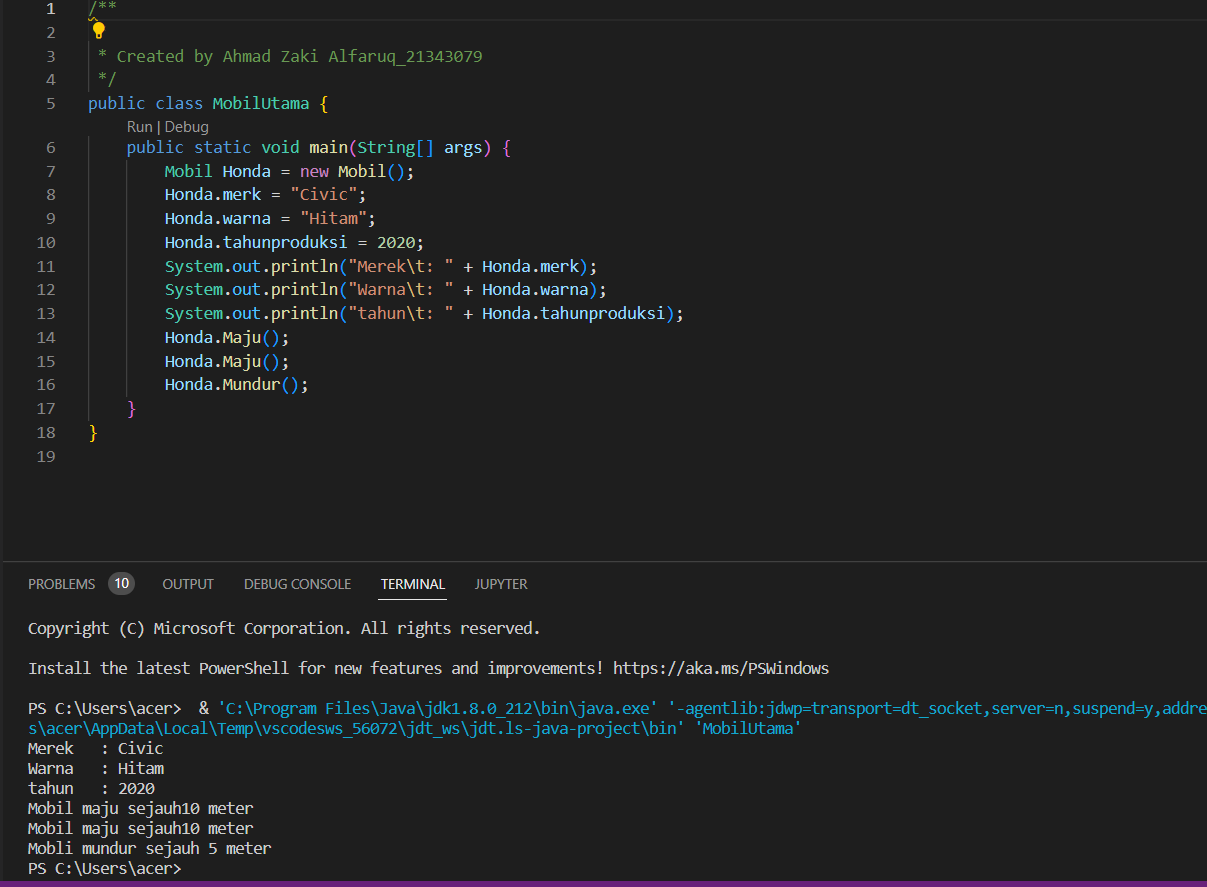 1 /**
2
3 * Created by Ahmad Zaki Alfaruq_21343079
4 */
5 public class MobilUtama {
Run | Debug
6 public static void main(String[] args) {
7 Mobil Honda = new Mobil();
8 Honda.merk = "Civic";
9 Honda.warna = "Hitam";
10 Honda.tahunproduksi = 2020;
11 System.out.println("Merek\t: " + Honda.merk);
12 System.out.println("Warna\t: " + Honda.warna);
13 System.out.println("tahun\t: " + Honda.tahunproduksi);
14 Honda.Maju();
15 Honda.Maju();
16 Honda.Mundur();
17 }
18 }
19
PROBLEMS 10 OUTPUT DEBUG CONSOLE TERMINAL JUPYTER
Copyright (C) Microsoft Corporation. All rights reserved.
Install the latest PowerShell for new features and improvements! https://aka.ms/PSWindows
PS C:\Users\acer> & 'C:\Program Files\Java\jdk1.8.0_212\bin\java.exe' '-agentlib:jdwp=transport=dt_socket,server=n,suspend=y,addre
s\acer\AppData\Local\Temp\vscodesws_56072\jdt_ws\jdt.ls-java-project\bin' 'MobilUtama'
Merek : Civic
Warna : Hitam
tahun : 2020
Mobil maju sejauh10 meter
Mobil maju sejauh10 meter
Mobli mundur sejauh 5 meter
PS C:\Users\acer>